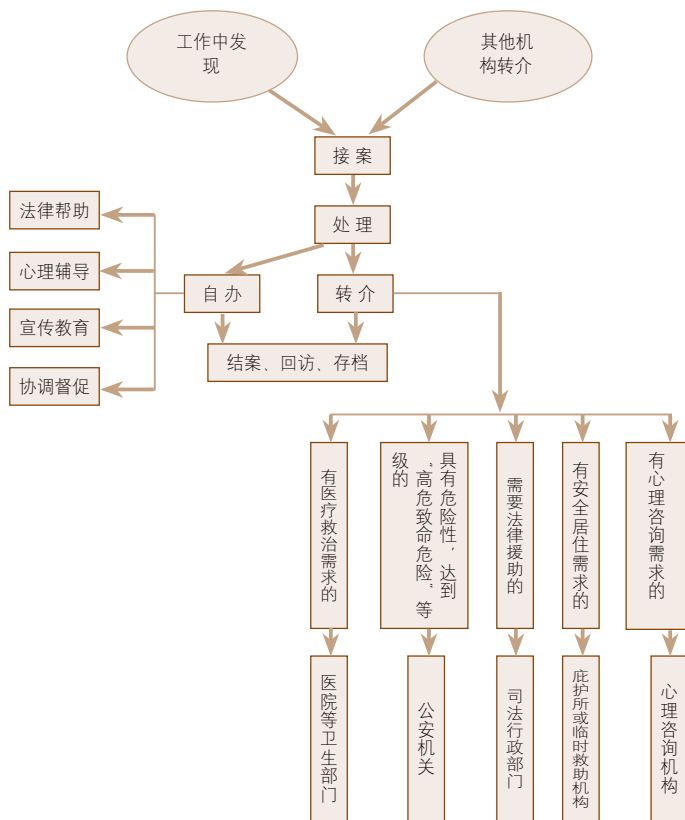 工作中发
现
其他机
构转介
接 案
处 理
法律帮助
心理辅导
宣传教育
协调督促
自 办
转 介
结案、回访、存档
有医疗救治需求的
具有危险性，达到
“高危致命危险”等
级的
需要法律援助的
有安全居住需求的
有心理咨询需求的
医院等卫生部门
公安机关
司法行政部门
庇护所或临时救助机构
心理咨询机构